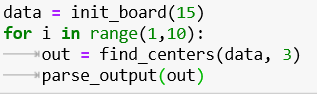 data = init_board(15)
for i in range(1,10):
    out = find_centers(data, 3)
    parse_output(out)